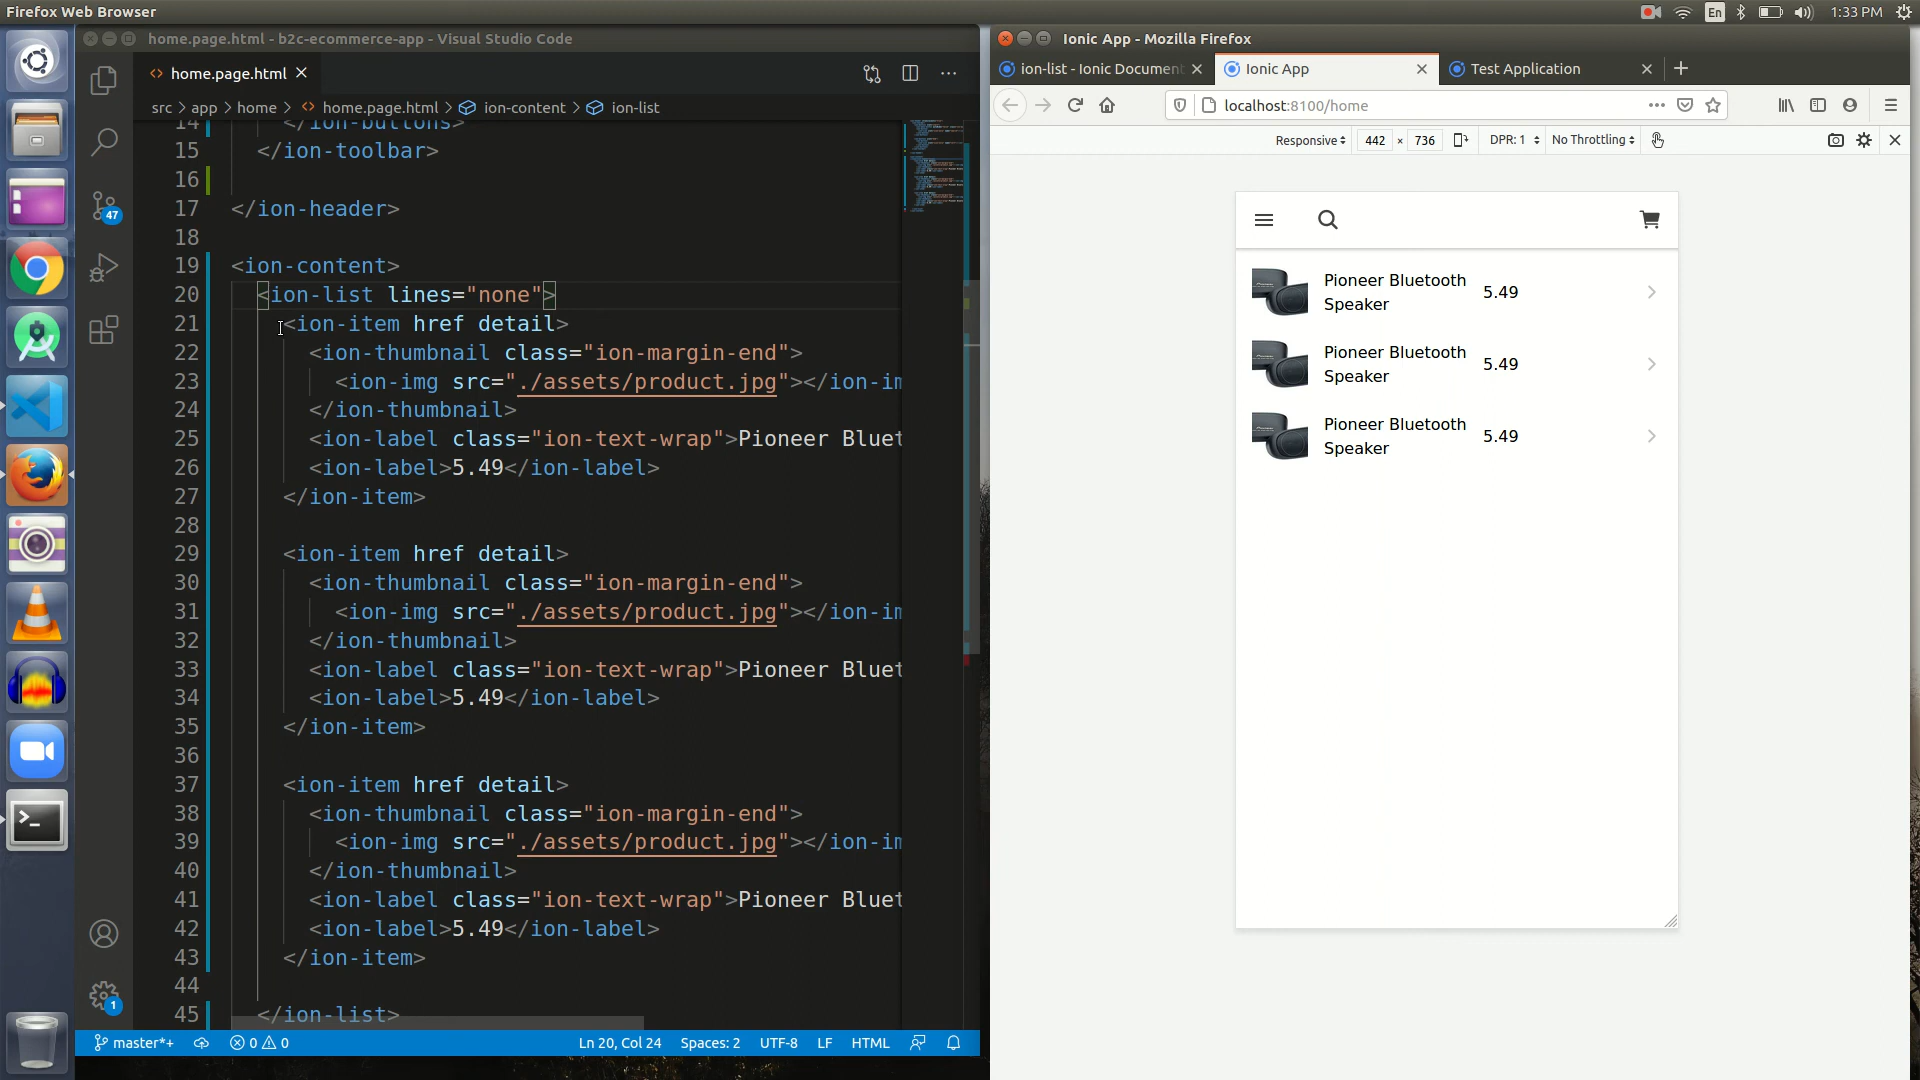 Firefox Web Browser
En
1:33 PM
home.page.html - b2c-ecommerce-app - Visual Studio Code
<> home.page.html
src > app > home > <> home.page.html > ion-content > ion-list
14 </ion-buttons>
15 </ion-toolbar>
16
17 </ion-header>
18
19 <ion-content>
20 <ion-list lines="none">
21 <ion-item href detail>
22 <ion-thumbnail class="ion-margin-end">
23 <ion-img src="./assets/product.jpg"></ion-im
24 </ion-thumbnail>
25 <ion-label class="ion-text-wrap">Pioneer Bluet
26 <ion-label>5.49</ion-label>
27 </ion-item>
28
29 <ion-item href detail>
30 <ion-thumbnail class="ion-margin-end">
31 <ion-img src="./assets/product.jpg"></ion-im
32 </ion-thumbnail>
33 <ion-label class="ion-text-wrap">Pioneer Bluet
34 <ion-label>5.49</ion-label>
35 </ion-item>
36
37 <ion-item href detail>
38 <ion-thumbnail class="ion-margin-end">
39 <ion-img src="./assets/product.jpg"></ion-im
40 </ion-thumbnail>
41 <ion-label class="ion-text-wrap">Pioneer Bluet
42 <ion-label>5.49</ion-label>
43 </ion-item>
44
45 </ion-list>
47
1
master*+
0 0
Ln 20, Col 24
Spaces: 2
UTF-8
LF
HTML
Ionic App - Mozilla Firefox
ion-list - Ionic Document
Ionic App
Test Application
localhost:8100/home
Responsive
442 × 736
DPR: 1
No Throttling
Pioneer Bluetooth
Speaker
5.49
Pioneer Bluetooth
Speaker
5.49
Pioneer Bluetooth
Speaker
5.49